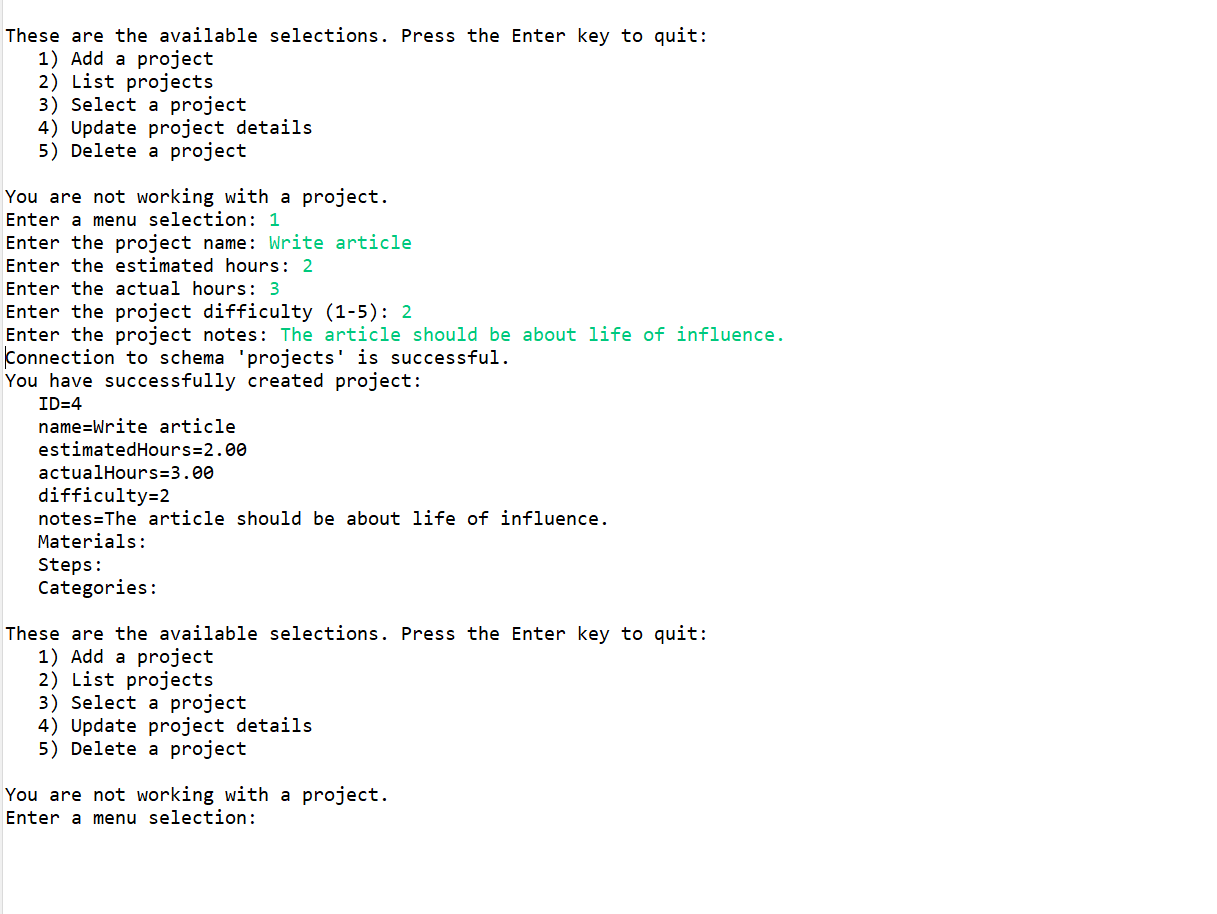 These are the available selections. Press the Enter key to quit:
1) Add a project
2) List projects
3) Select a project
4) Update project details
5) Delete a project
You are not working with a project.
Enter a menu selection: 1
Enter the project name: Write article
Enter the estimated hours: 2
Enter the actual hours: 3
Enter the project difficulty (1-5): 2
Enter the project notes: The article should be about life of influence.
Connection to schema 'projects' is successful.
You have successfully created project:
ID=4
name=Write article
estimatedHours=2.00
actualHours=3.00
difficulty=2
notes=The article should be about life of influence.
Materials:
Steps:
Categories:
These are the available selections. Press the Enter key to quit:
1) Add a project
2) List projects
3) Select a project
4) Update project details
5) Delete a project
You are not working with a project.
Enter a menu selection: